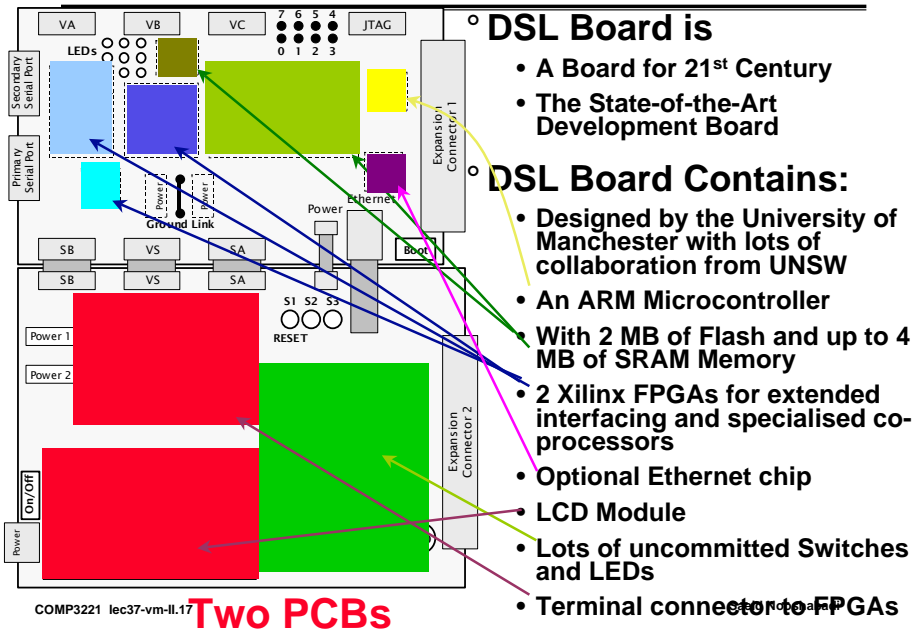 VA
VB
VC
7 6 5 4
0 1 2 3
JTAG
LEDs
Secondary
Serial Port
Primary
Serial Port
Expansion
Connector 1
Power
Power
Ground Link
Ethernet
Power
Boot
SB
VS
SA
SB
VS
SA
S1 S2 S3
RESET
Power 1
Power 2
Expansion
Connector 2
On/Off
Power
COMP3221 lec37-vm-II.17
Two PCBs
° DSL Board is
• A Board for 21st Century
• The State-of-the-Art
Development Board
° DSL Board Contains:
• Designed by the University of
Manchester with lots of
collaboration from UNSW
• An ARM Microcontroller
• With 2 MB of Flash and up to 4
MB of SRAM Memory
• 2 Xilinx FPGAs for extended
interfacing and specialised co-
processors
• Optional Ethernet chip
• LCD Module
• Lots of uncommitted Switches
and LEDs
• Terminal connector to FPGAs
Saeid Nooshabadi